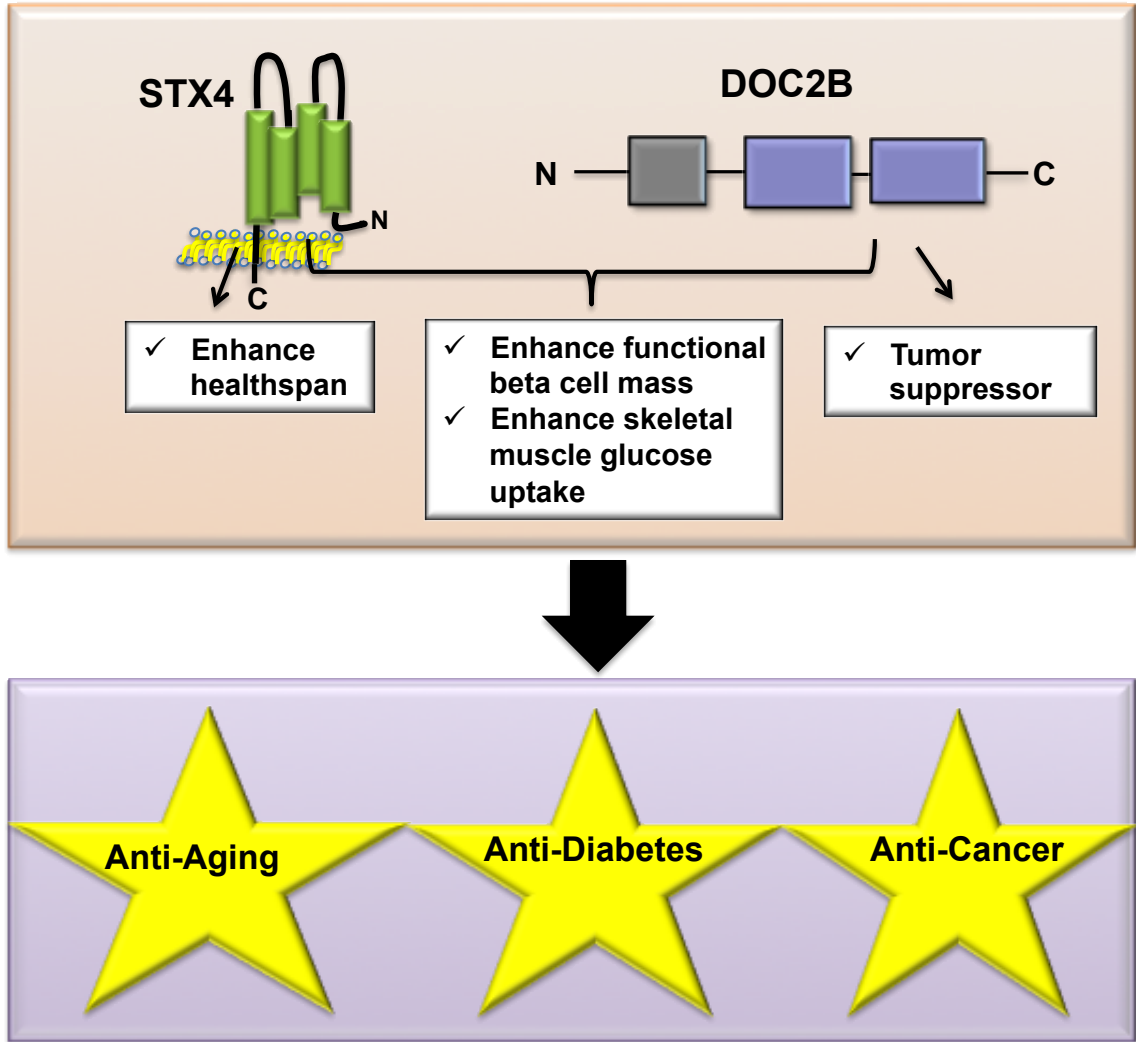 STX4
DOC2B
N
C
N
C
✓ Enhance
healthspan
✓ Enhance functional
beta cell mass
✓ Enhance skeletal
muscle glucose
uptake
✓ Tumor
suppressor
Anti-Aging
Anti-Diabetes
Anti-Cancer